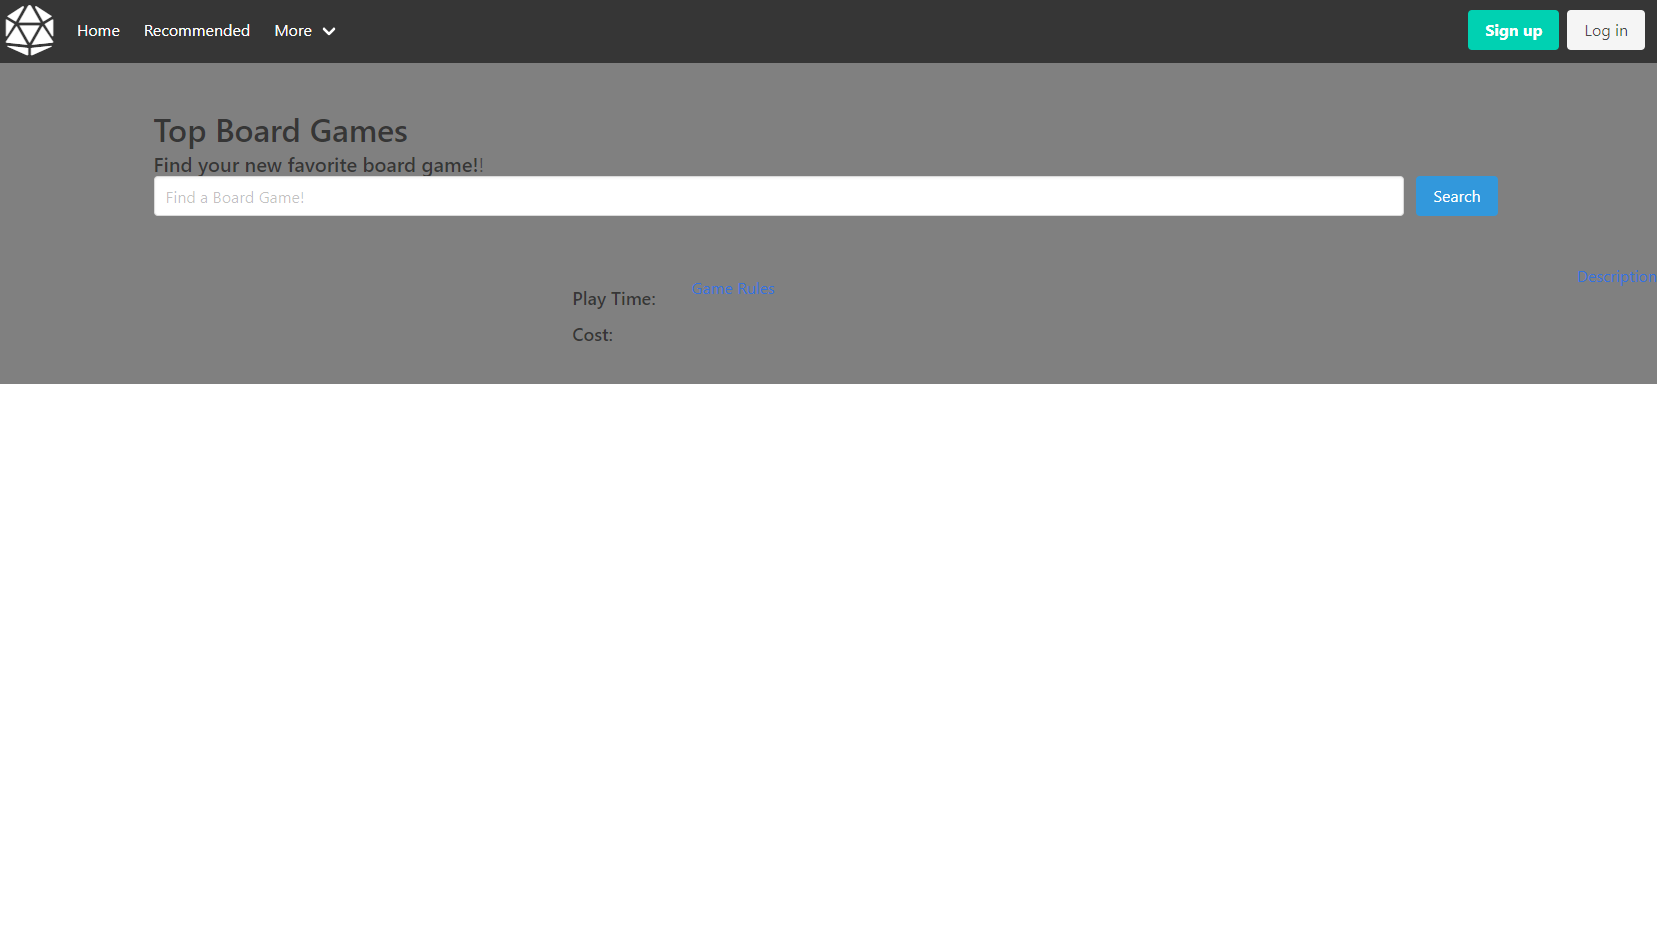 Home Recommended More Sign up Log in
Top Board Games
Find your new favorite board game!!
Find a Board Game! Search
Description
Play Time: Game Rules
Cost: